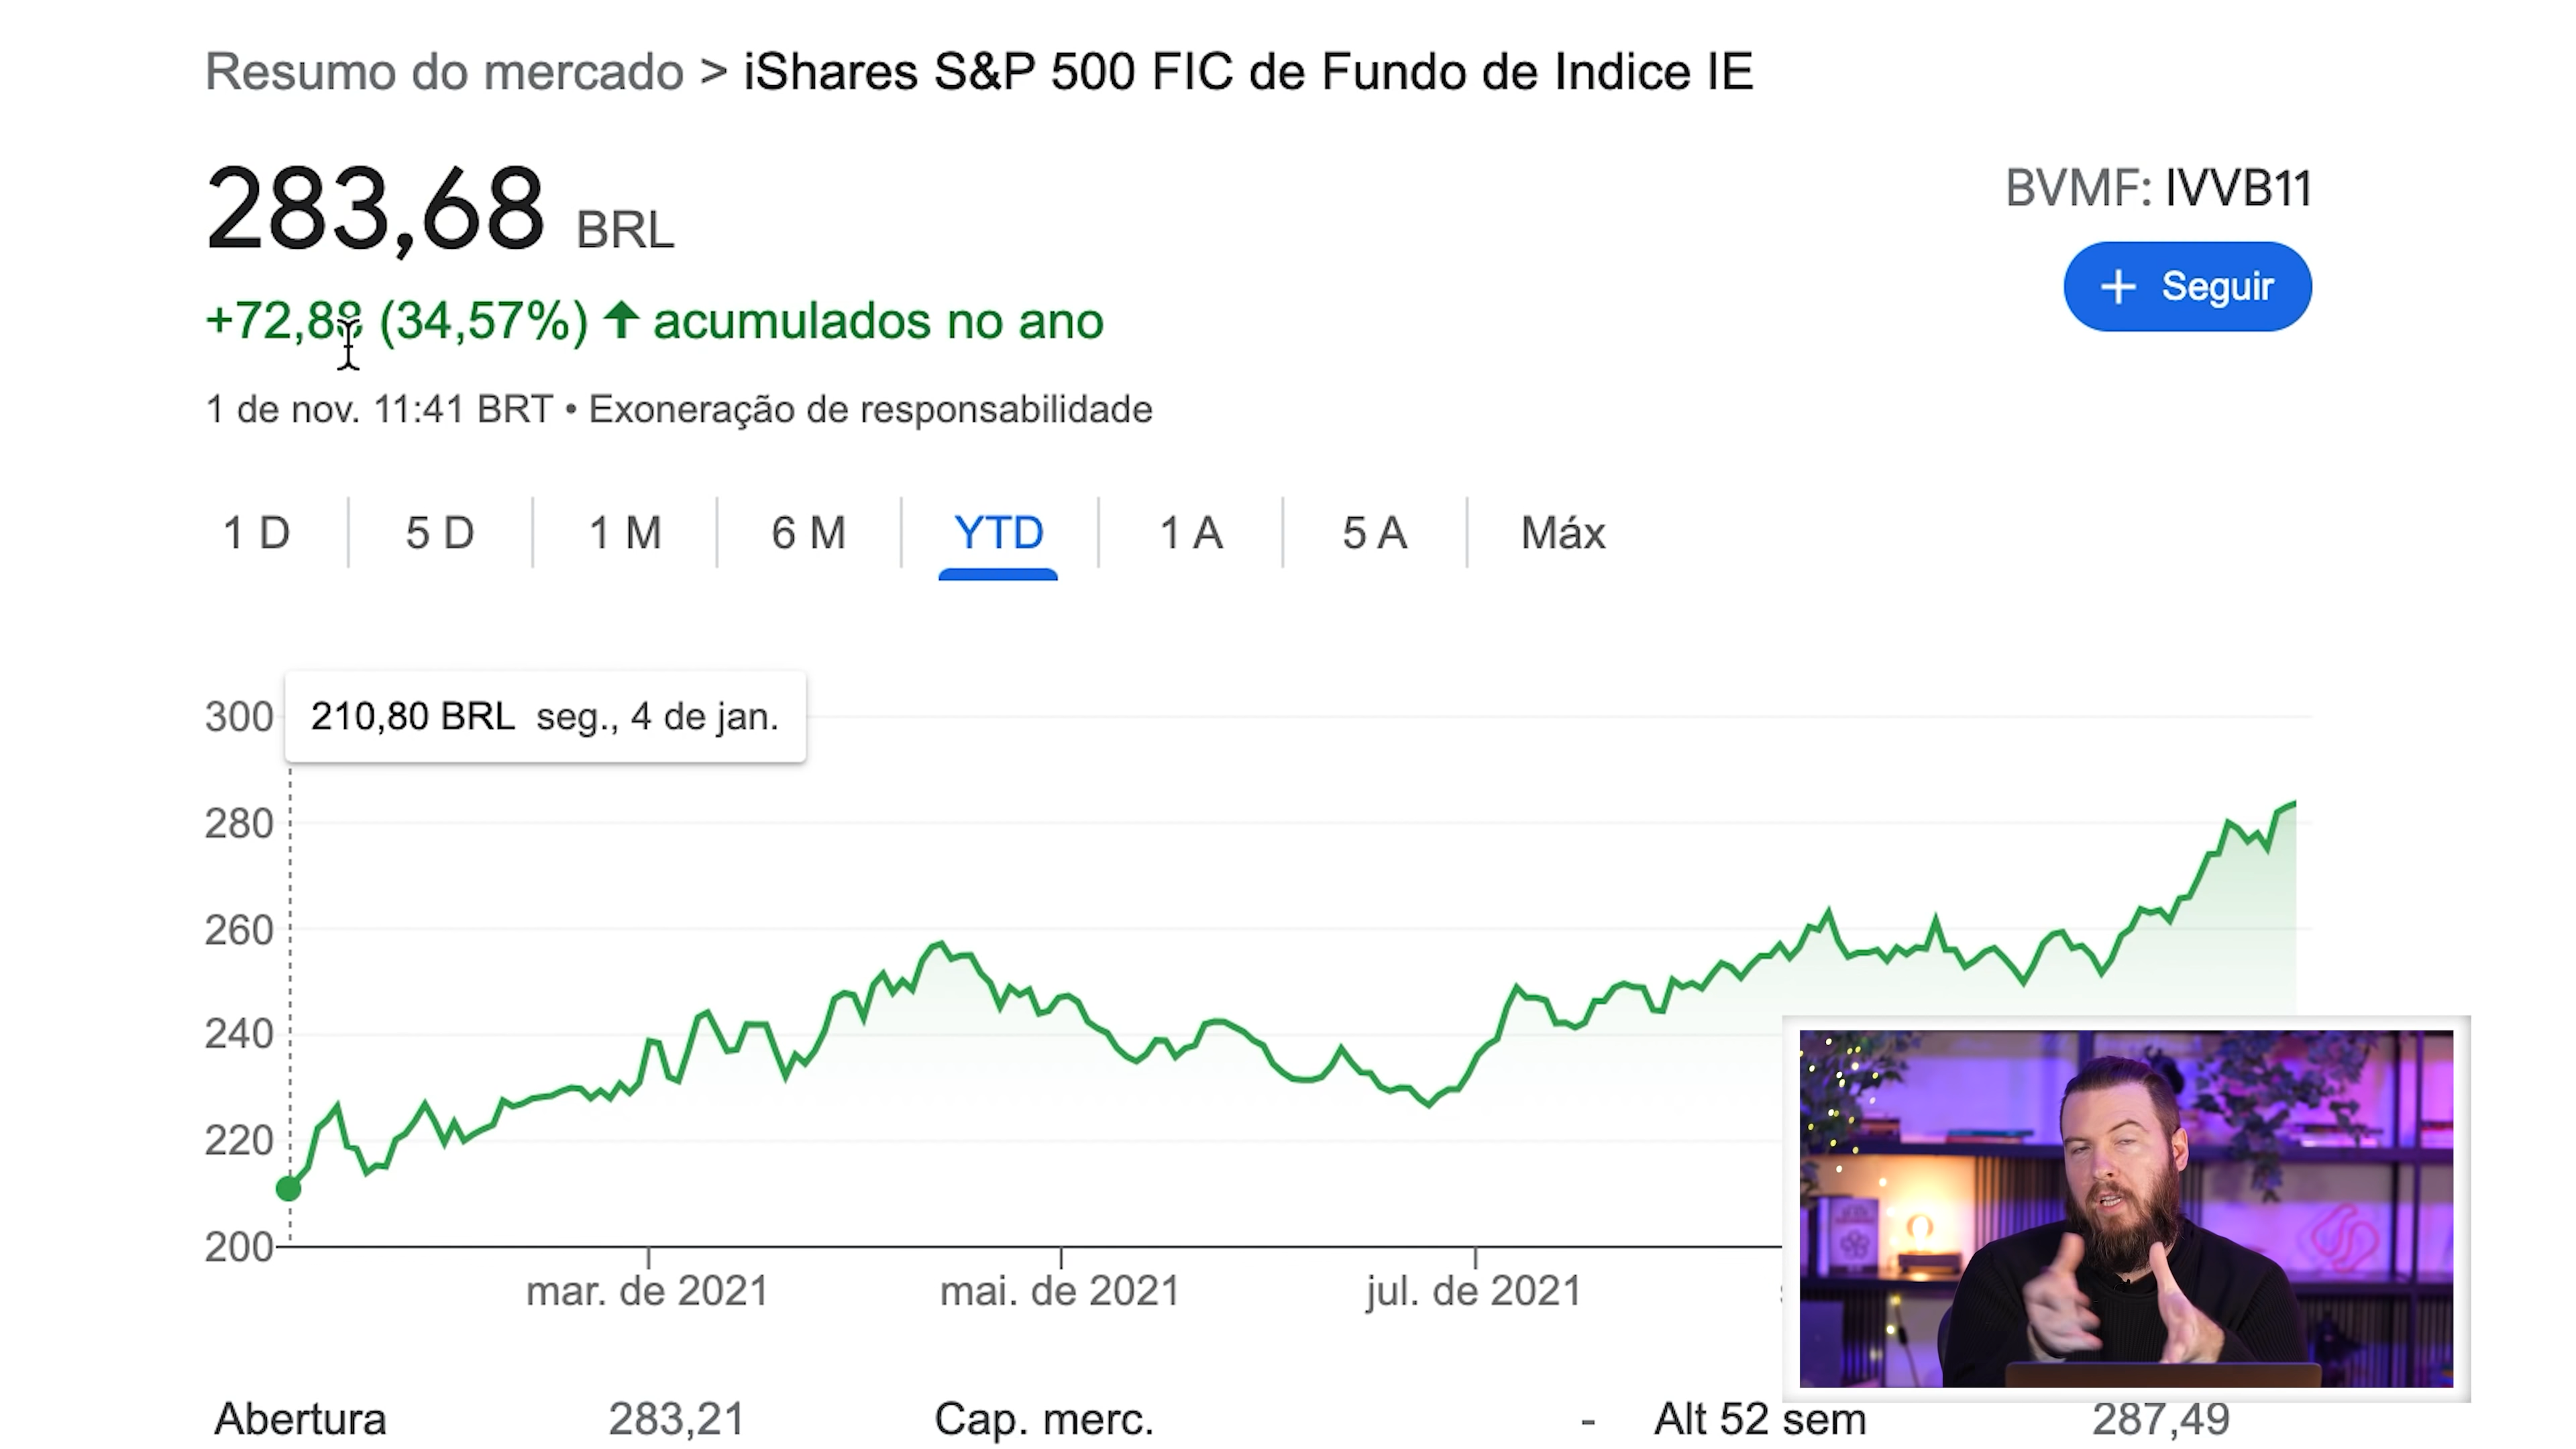 Resumo do mercado > iShares S&P 500 FIC de Fundo de Indice IE
283,68 BRL
BVMF: IVVB11
+ Seguir
+72,88 (34,57%) ↑ acumulados no ano
1 de nov. 11:41 BRT • Exoneração de responsabilidade
1 D 5 D 1 M 6 M YTD 1 A 5 A Máx
210,80 BRL seg., 4 de jan.
300
280
260
240
220
200
mar. de 2021 mai. de 2021 jul. de 2021
Abertura 283,21 Cap. merc. - Alt 52 sem 287,49